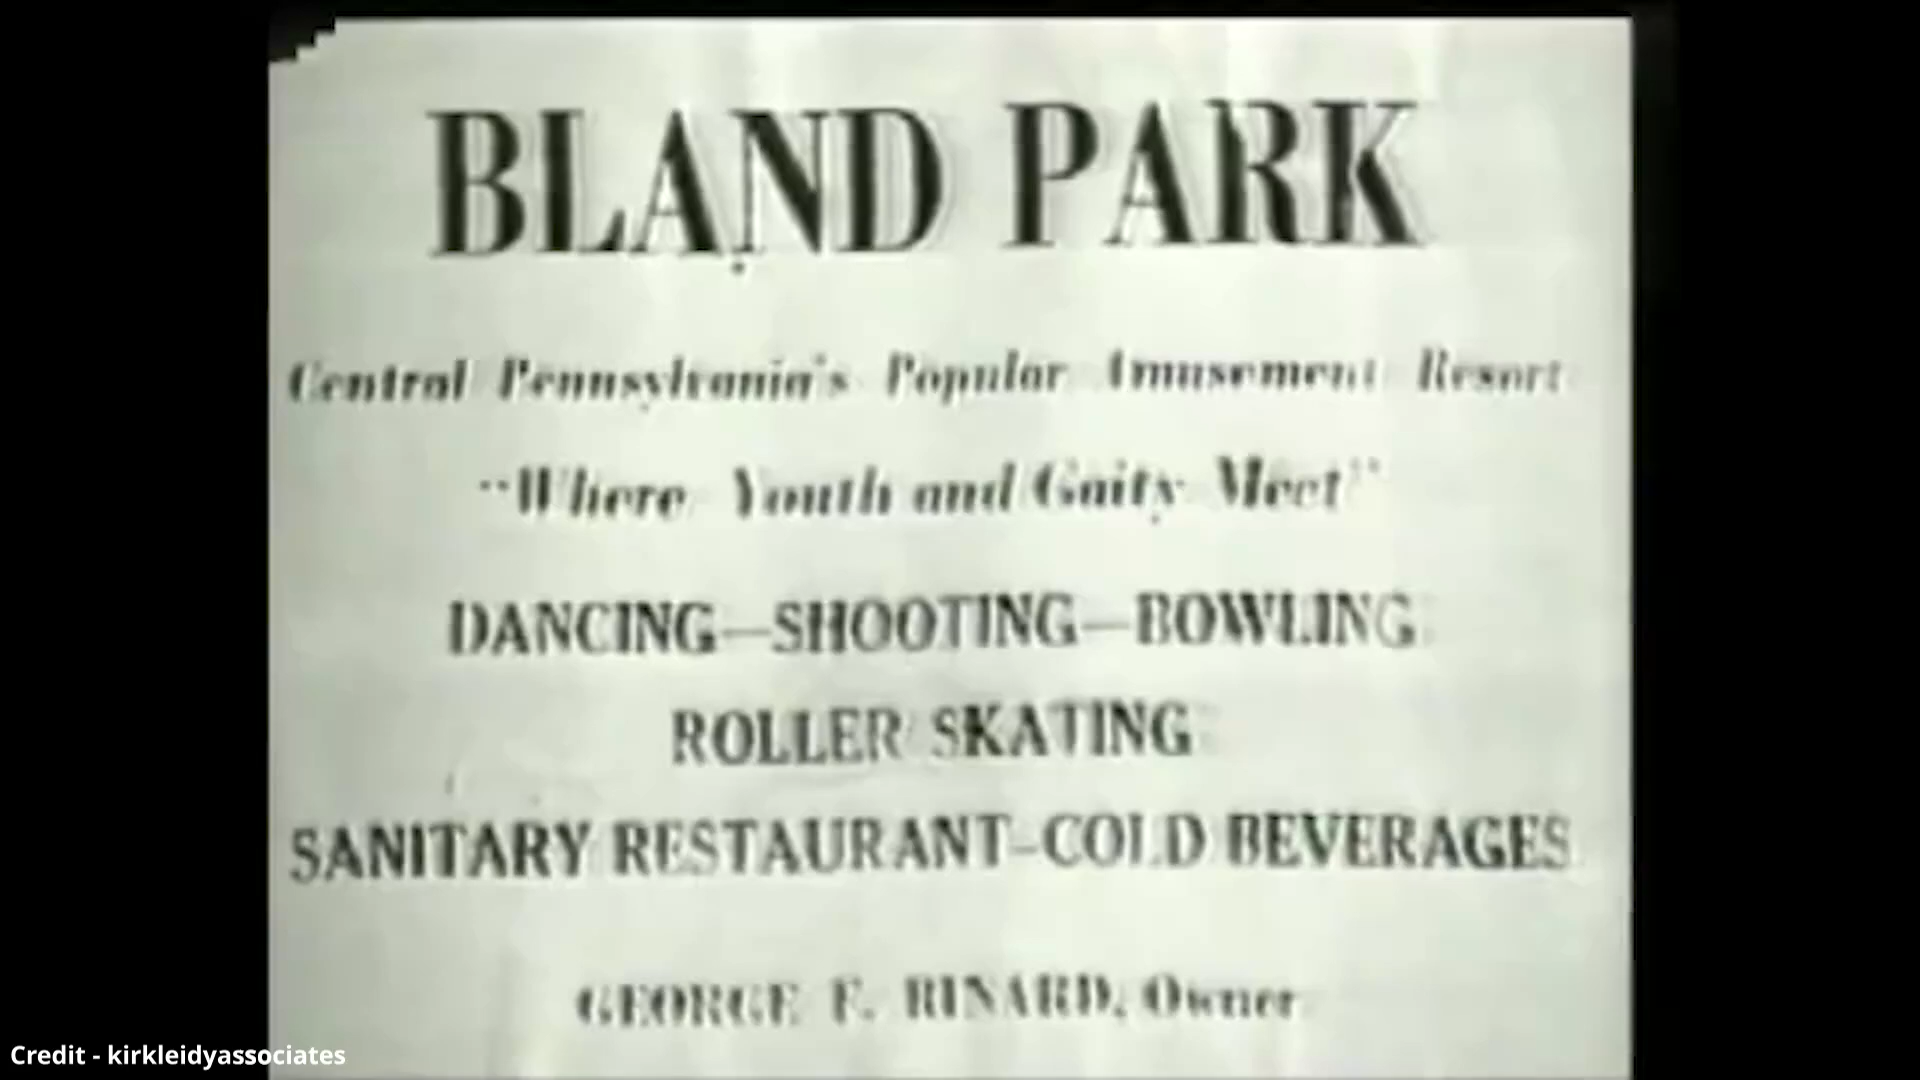 BLAND PARK
Central Pennsylvania's Popular Amusement Resort
"Where Youth and Gaity Meet"
DANCING—SHOOTING—BOWLING
ROLLER SKATING
SANITARY RESTAURANT-COLD BEVERAGES
GEORGE F. RINARD, Owner
Credit - kirkleidyassociates